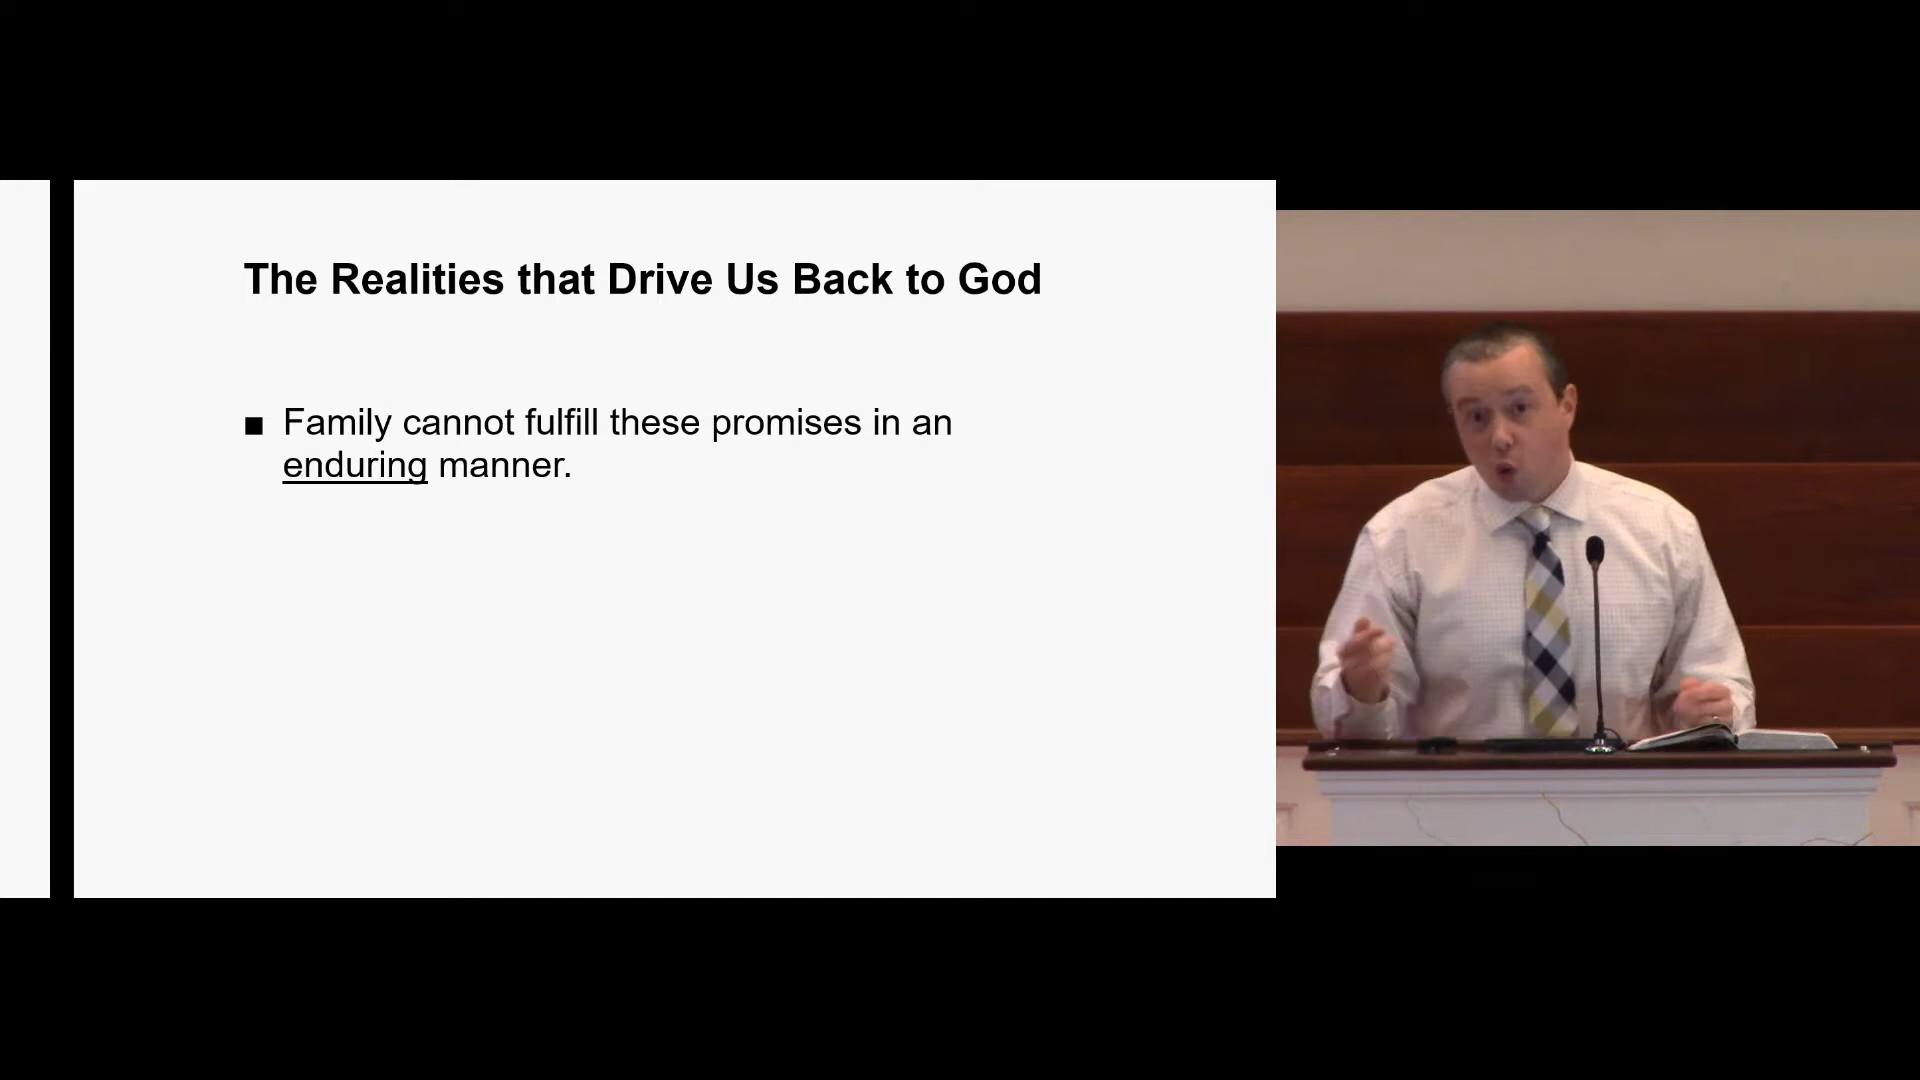 The Realities that Drive Us Back to God
■ Family cannot fulfill these promises in an
enduring manner.